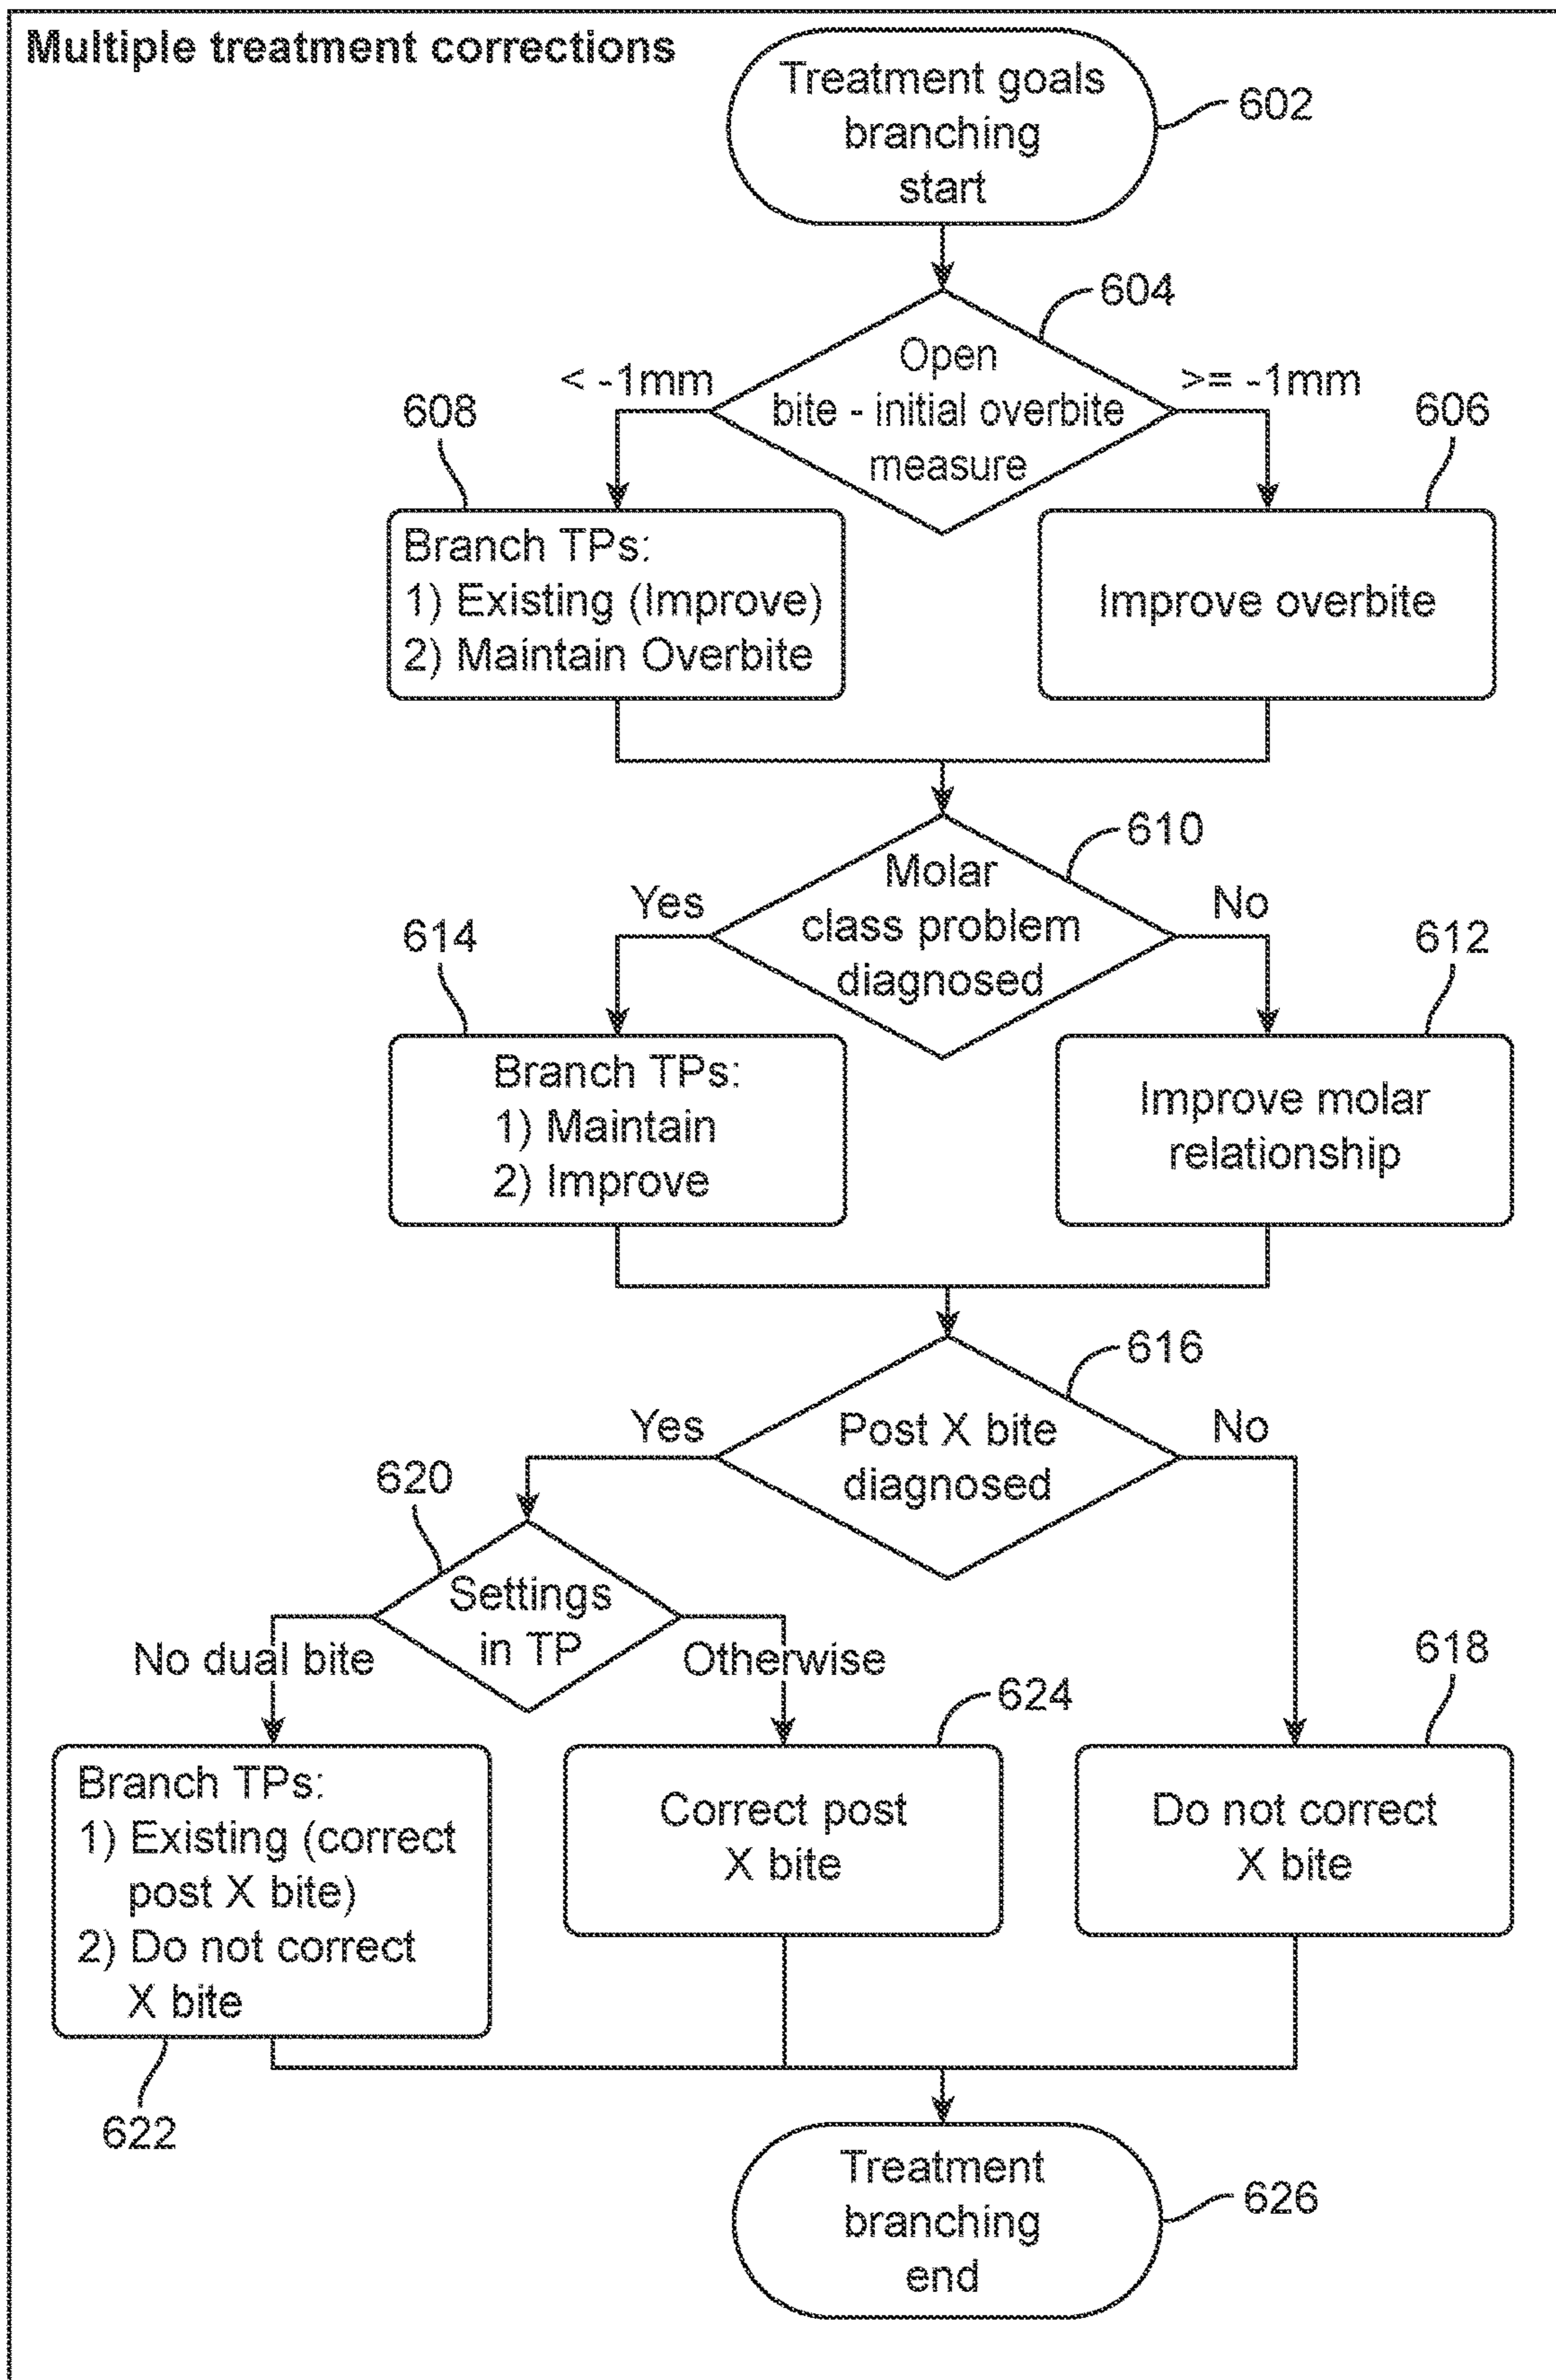 Multiple treatment corrections
Treatment goals
branching
start
602
604
Open
bite - initial overbite
measure
< -1mm
>= -1mm
608
606
Branch TPs:
1) Existing (Improve)
2) Maintain Overbite
Improve overbite
610
Molar
class problem
diagnosed
Yes
No
614
612
Branch TPs:
1) Maintain
2) Improve
Improve molar
relationship
616
Post X bite
diagnosed
Yes
No
620
Settings
in TP
No dual bite
Otherwise
624
618
Branch TPs:
1) Existing (correct
post X bite)
2) Do not correct
X bite
Correct post
X bite
Do not correct
X bite
622
Treatment
branching
end
626